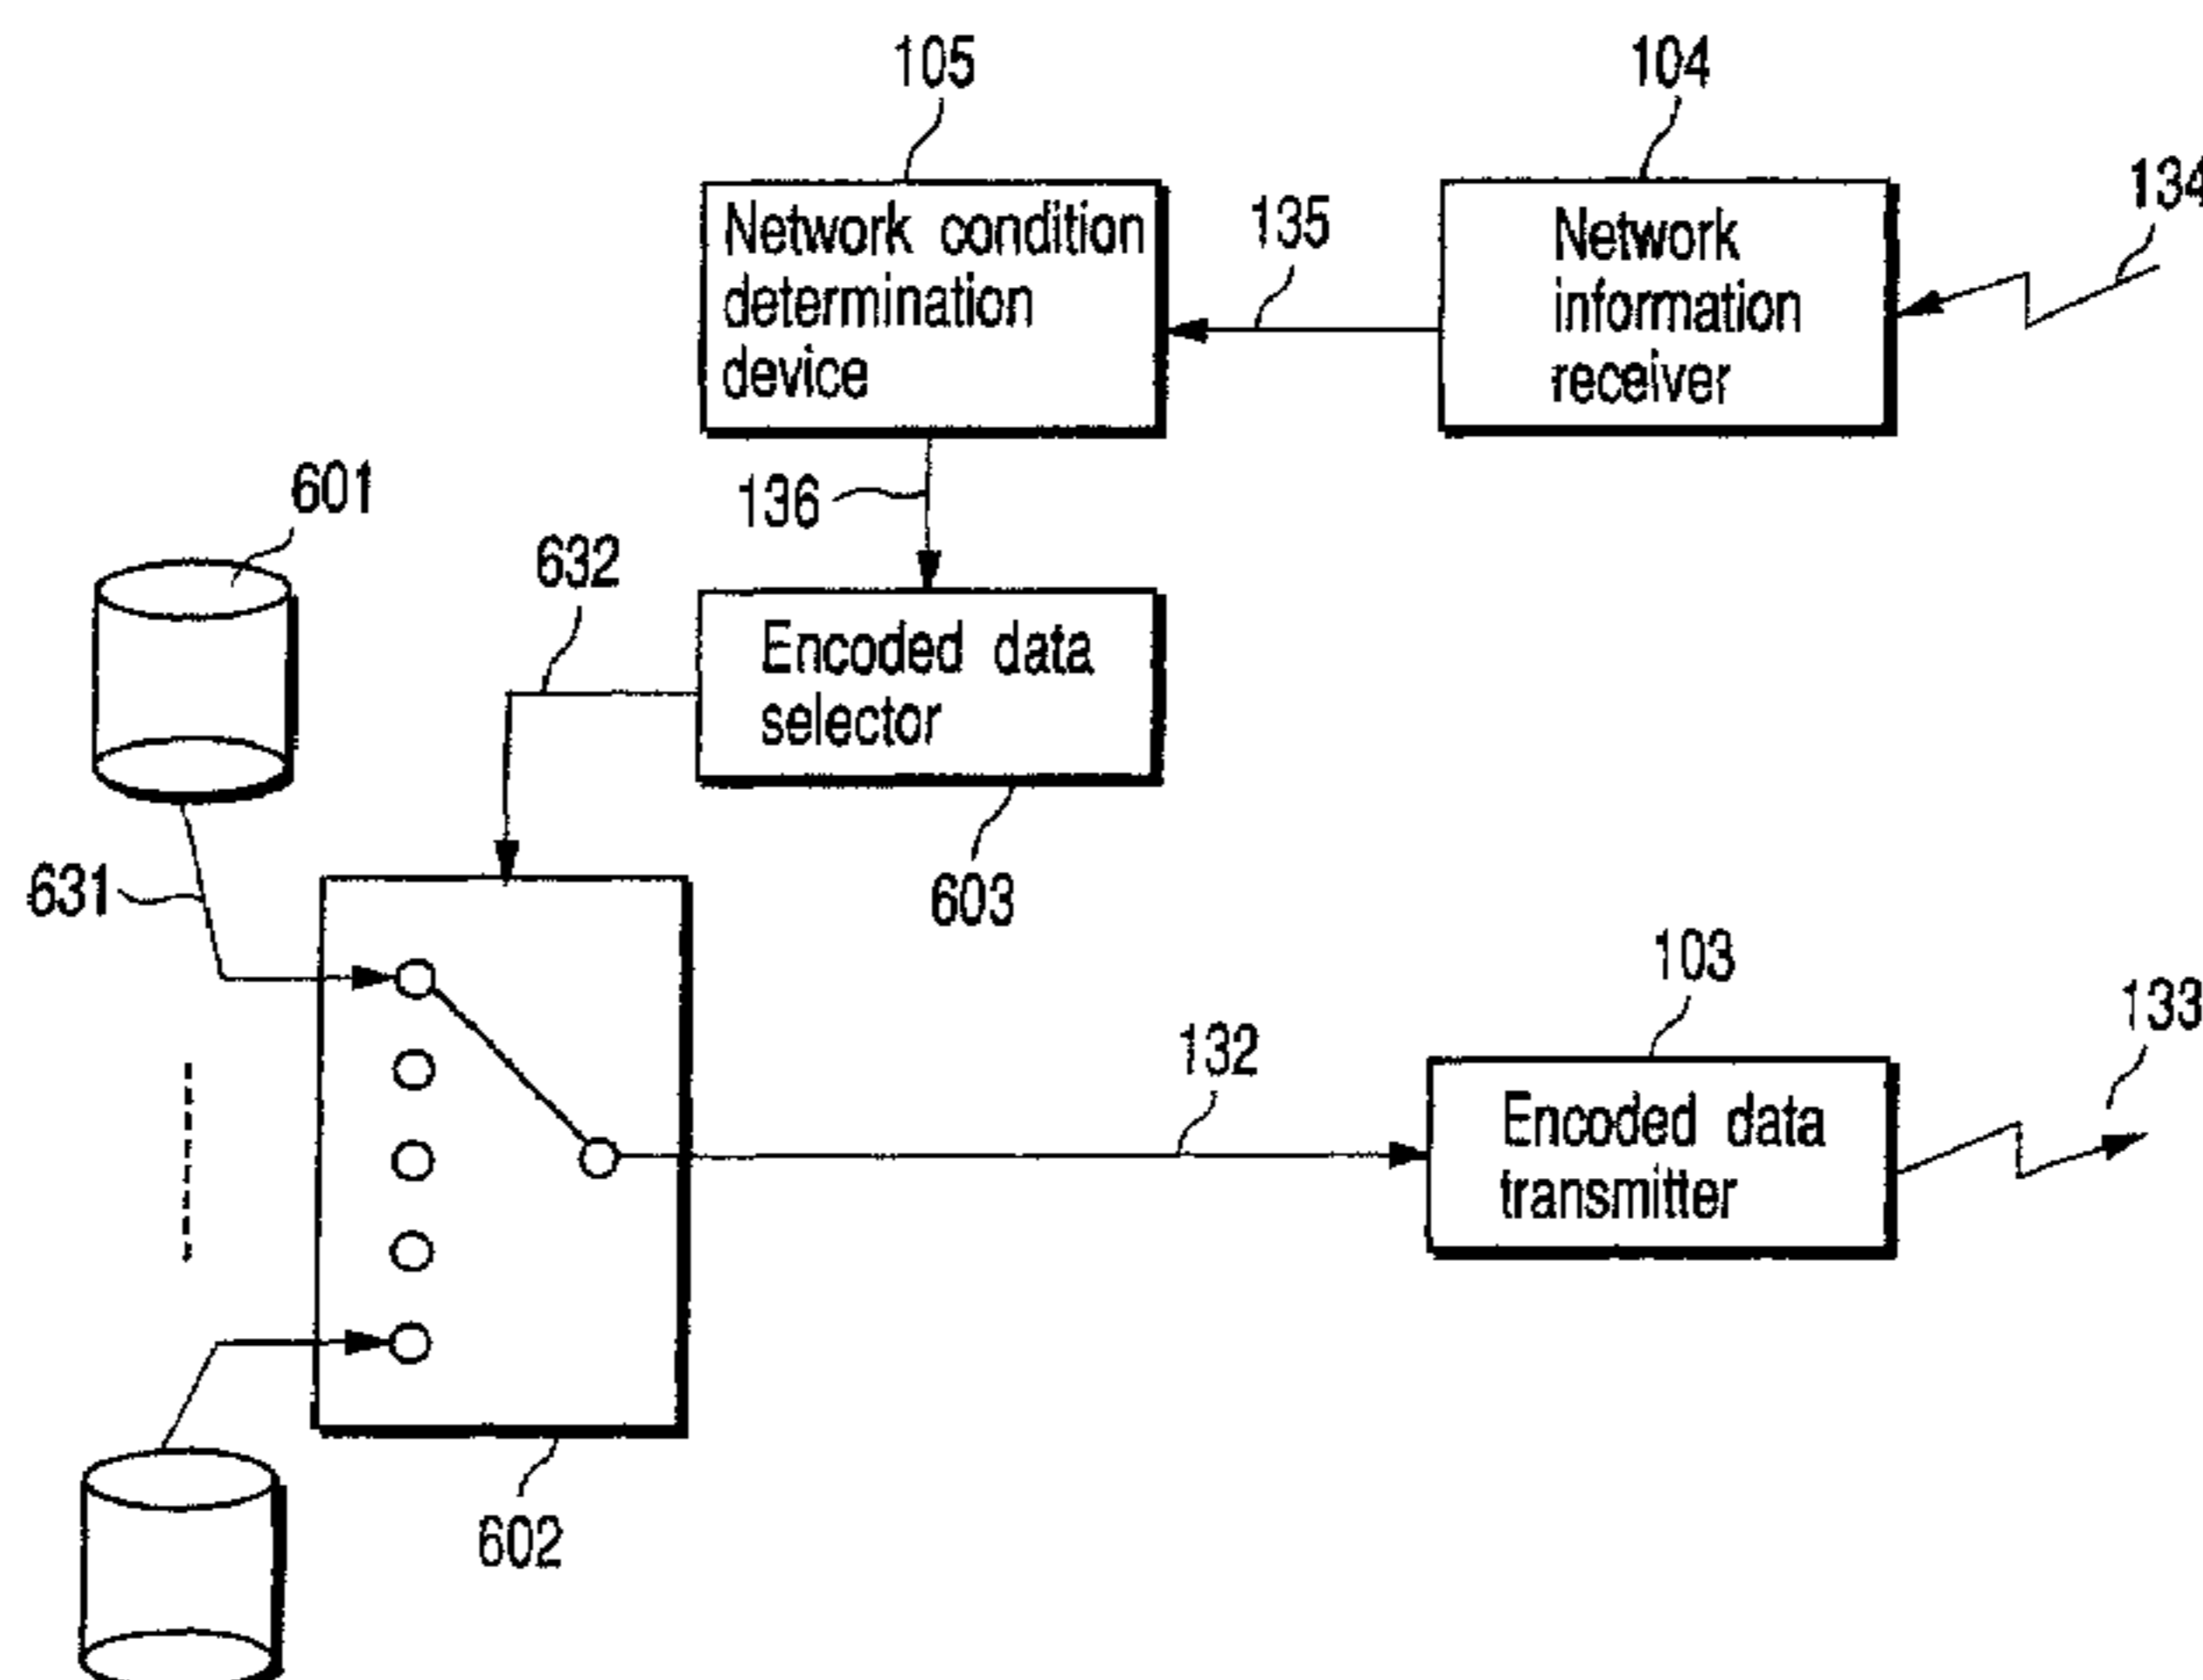 105
104
134
135
Network condition
determination
device
Network
information
receiver
136
601
632
Encoded data
selector
631
603
103
133
132
Encoded data
transmitter
602